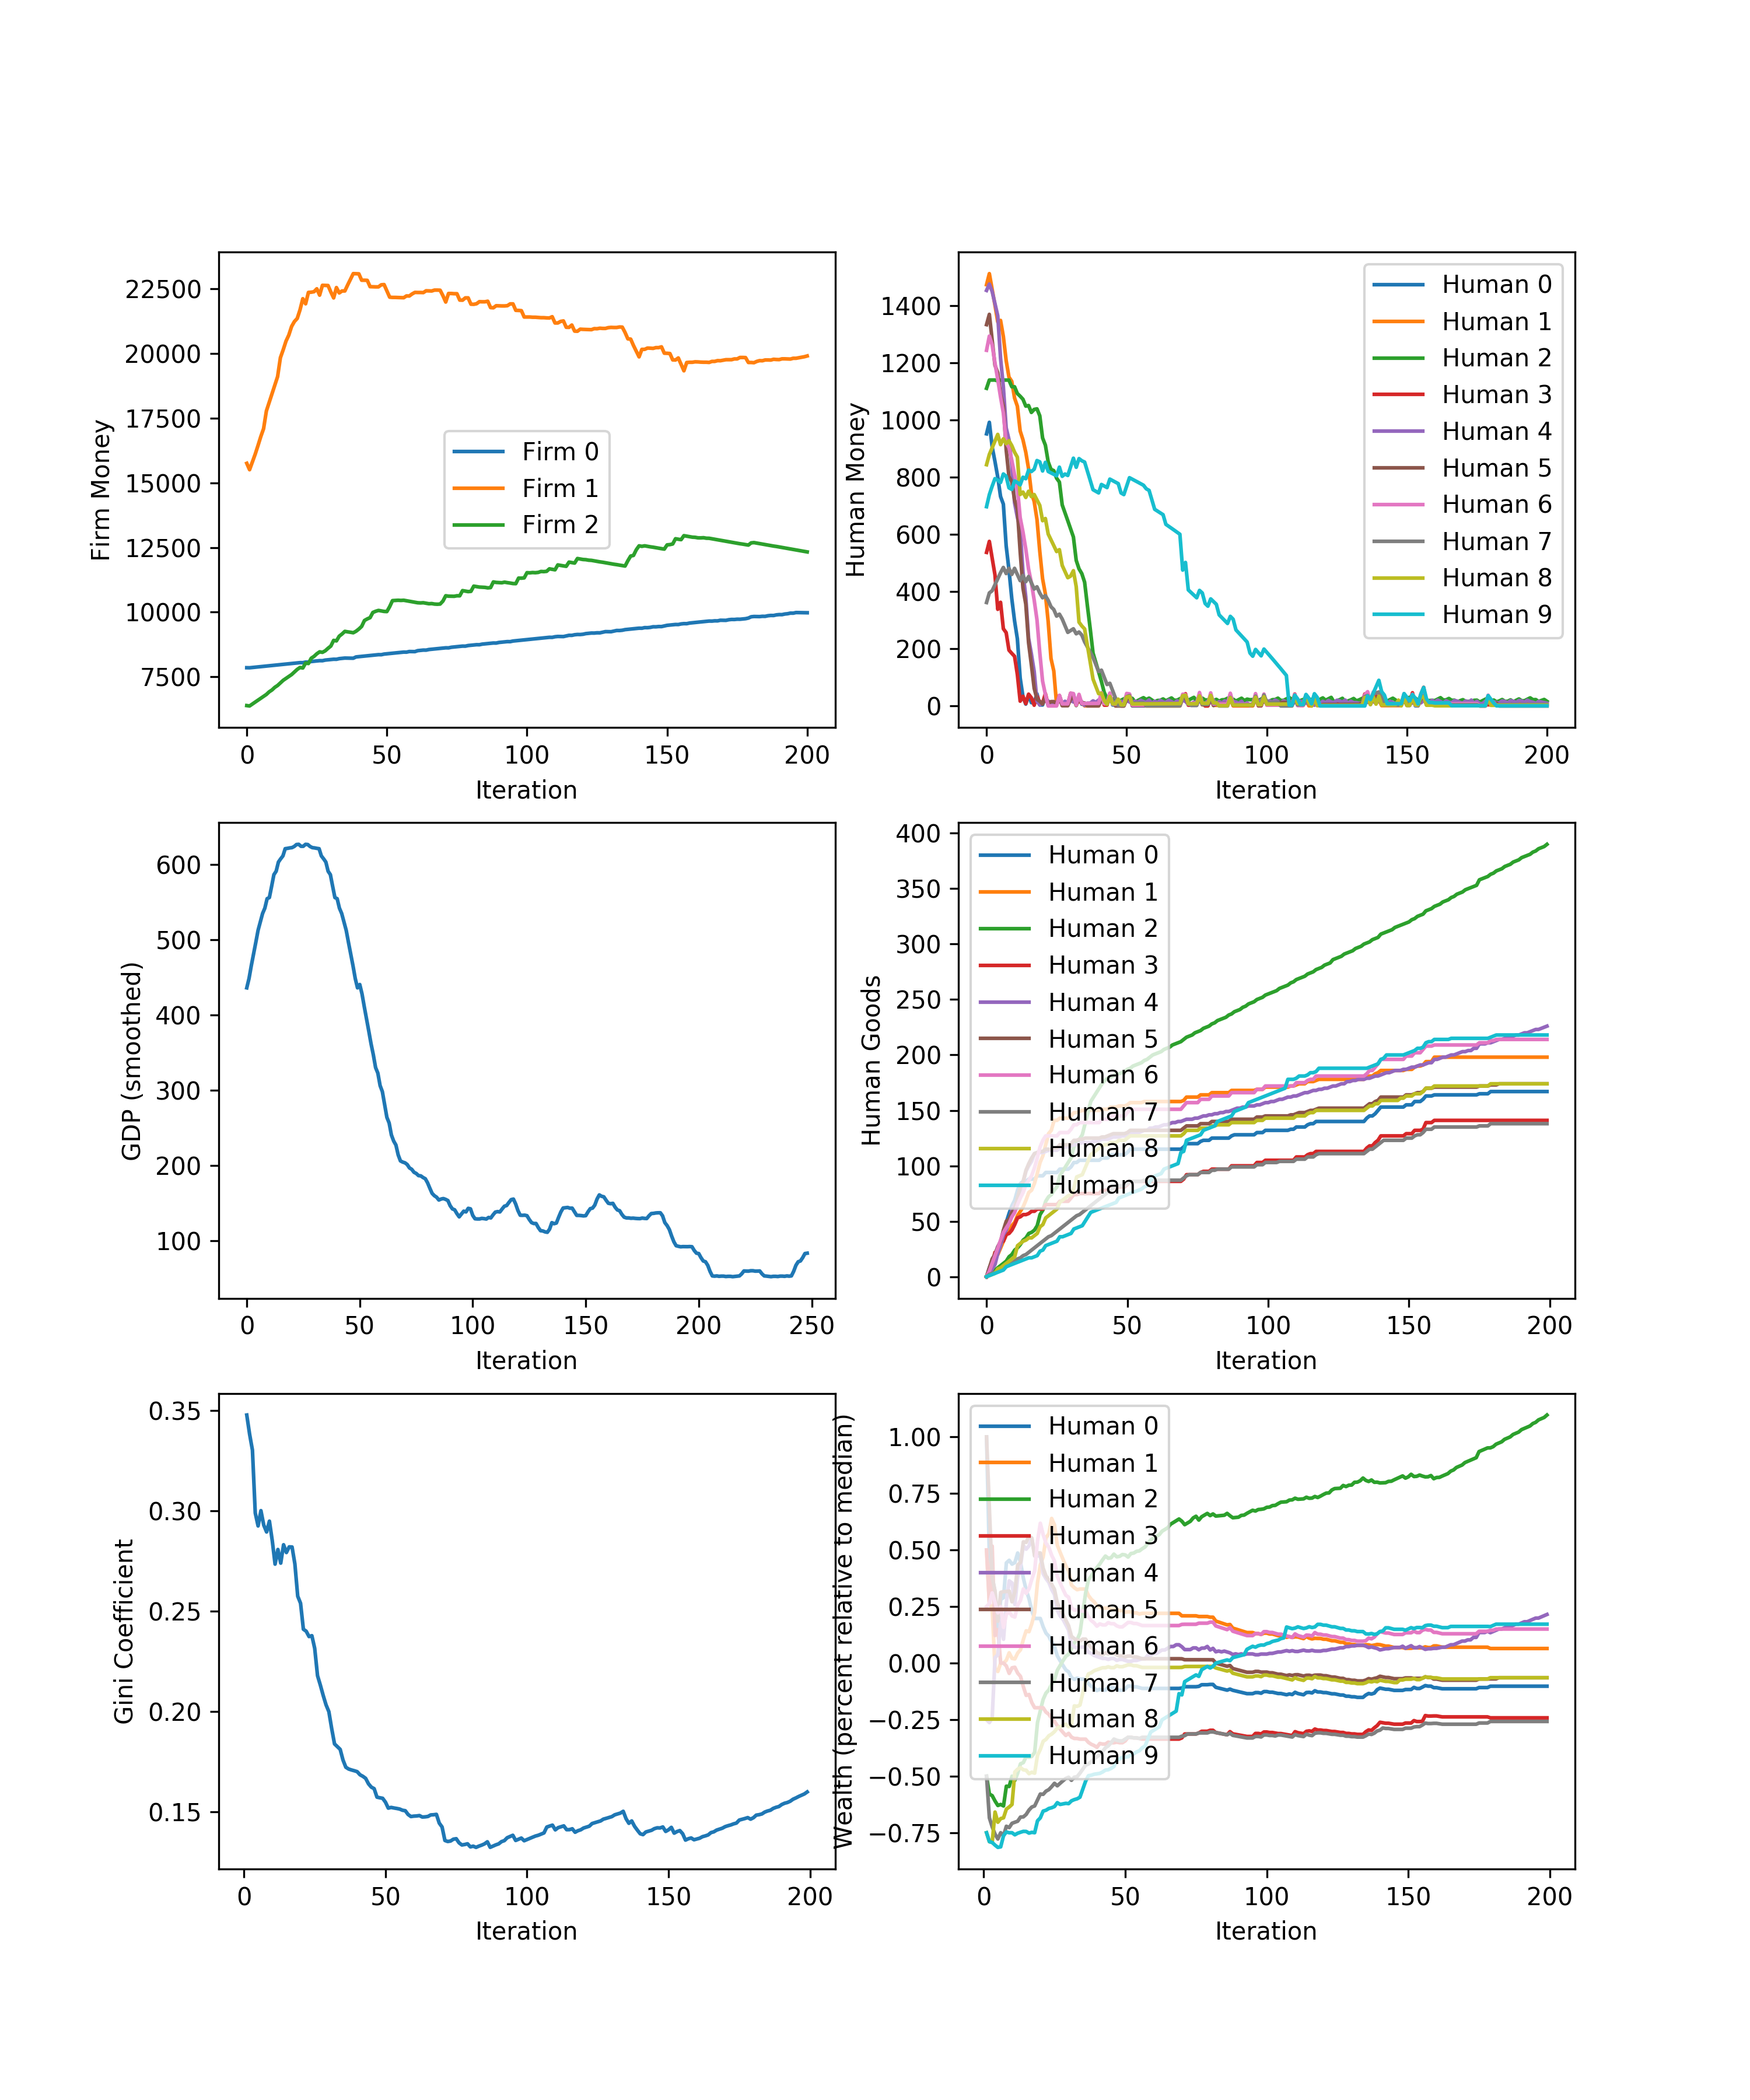 22500
20000
17500
15000
12500
10000
7500
Firm Money
Firm 0
Firm 1
Firm 2
0 50 100 150 200
Iteration
1400
1200
1000
800
600
400
200
0
Human Money
Human 0
Human 1
Human 2
Human 3
Human 4
Human 5
Human 6
Human 7
Human 8
Human 9
0 50 100 150 200
Iteration
600
500
400
300
200
100
GDP (smoothed)
0 50 100 150 200 250
Iteration
400
350
300
250
200
150
100
50
0
Human Goods
Human 0
Human 1
Human 2
Human 3
Human 4
Human 5
Human 6
Human 7
Human 8
Human 9
0 50 100 150 200
Iteration
0.35
0.30
0.25
0.20
0.15
Gini Coefficient
0 50 100 150 200
Iteration
1.00
0.75
0.50
0.25
0.00
−0.25
−0.50
−0.75
Wealth (percent relative to median)
Human 0
Human 1
Human 2
Human 3
Human 4
Human 5
Human 6
Human 7
Human 8
Human 9
0 50 100 150 200
Iteration